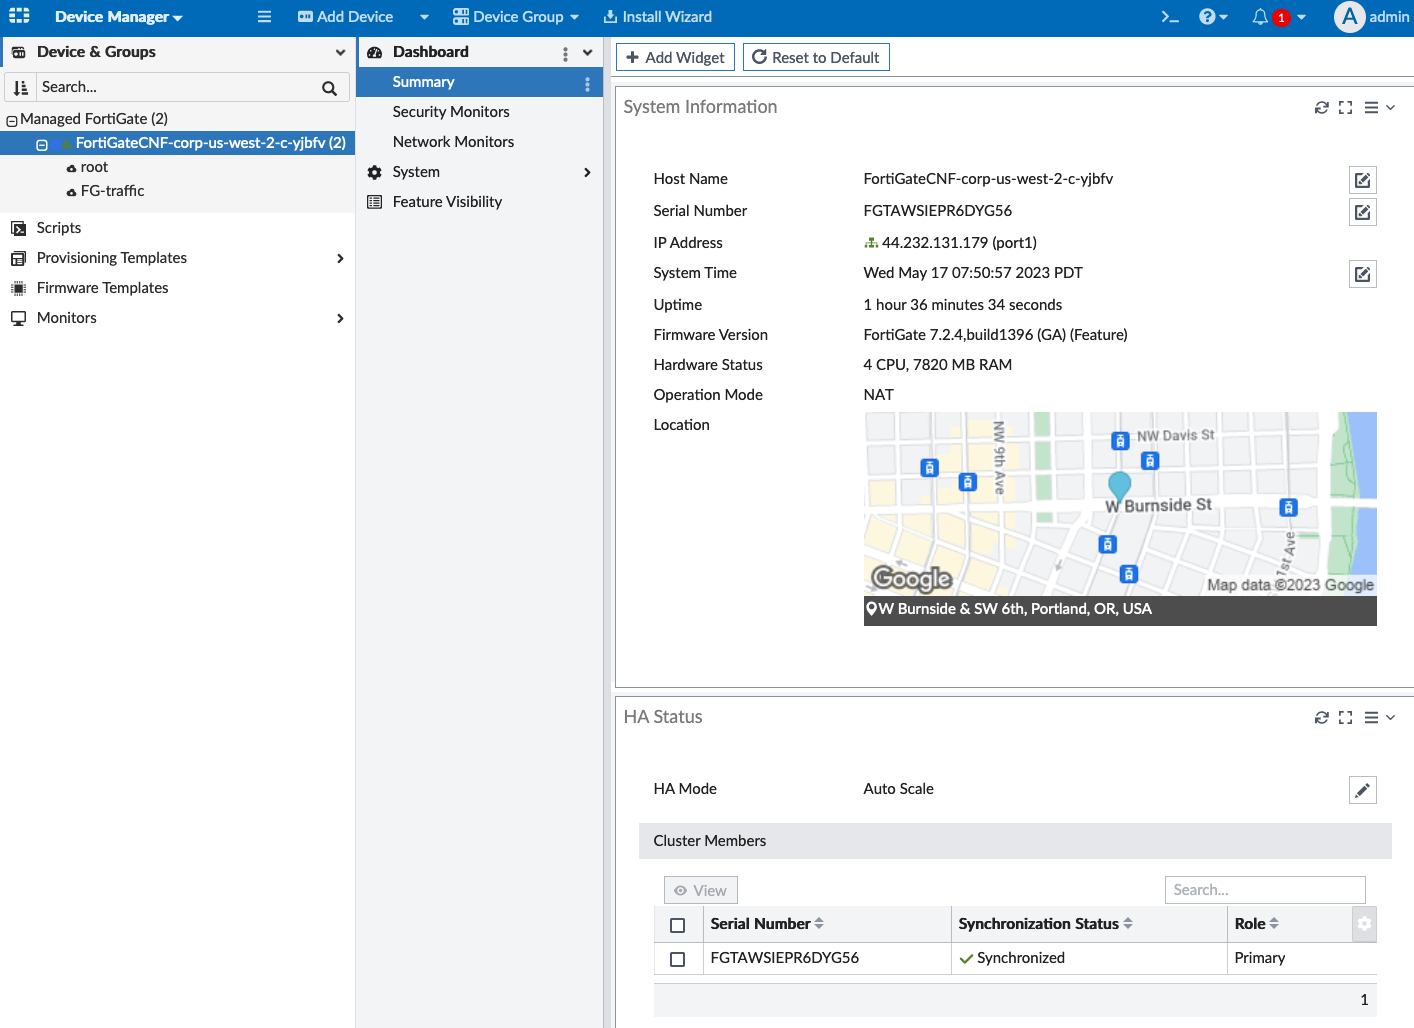 Device Manager
Add Device
Device Group
Install Wizard
1
A
admin
Device & Groups
Search...
Managed FortiGate (2)
FortiGateCNF-corp-us-west-2-c-yjbfv (2)
root
FG-traffic
Scripts
Provisioning Templates
Firmware Templates
Monitors
Dashboard
Summary
Security Monitors
Network Monitors
System
Feature Visibility
Add Widget
Reset to Default
System Information
Host Name FortiGateCNF-corp-us-west-2-c-yjbfv
Serial Number FGTAWSIEPR6DYG56
IP Address 44.232.131.179 (port1)
System Time Wed May 17 07:50:57 2023 PDT
Uptime 1 hour 36 minutes 34 seconds
Firmware Version FortiGate 7.2.4,build1396 (GA) (Feature)
Hardware Status 4 CPU, 7820 MB RAM
Operation Mode NAT
Location
NW 9th Ave
NW Davis St
W Burnside St
1st Ave
Google
Map data ©2023 Google
W Burnside & SW 6th, Portland, OR, USA
HA Status
HA Mode Auto Scale
Cluster Members
View
Search...
Serial Number Synchronization Status Role
FGTAWSIEPR6DYG56 Synchronized Primary
1